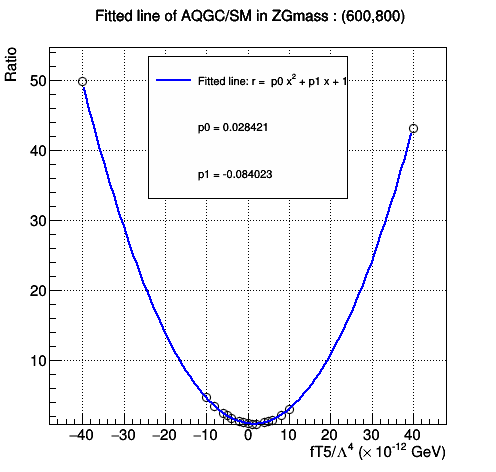 Fitted line of AQGC/SM in ZGmass : (600,800)
Ratio
50
40
30
20
10
Fitted line: r = p0 x² + p1 x + 1
p0 = 0.028421
p1 = -0.084023
−40 −30 −20 −10 0 10 20 30 40
fT5/Λ⁴ (× 10⁻¹² GeV)